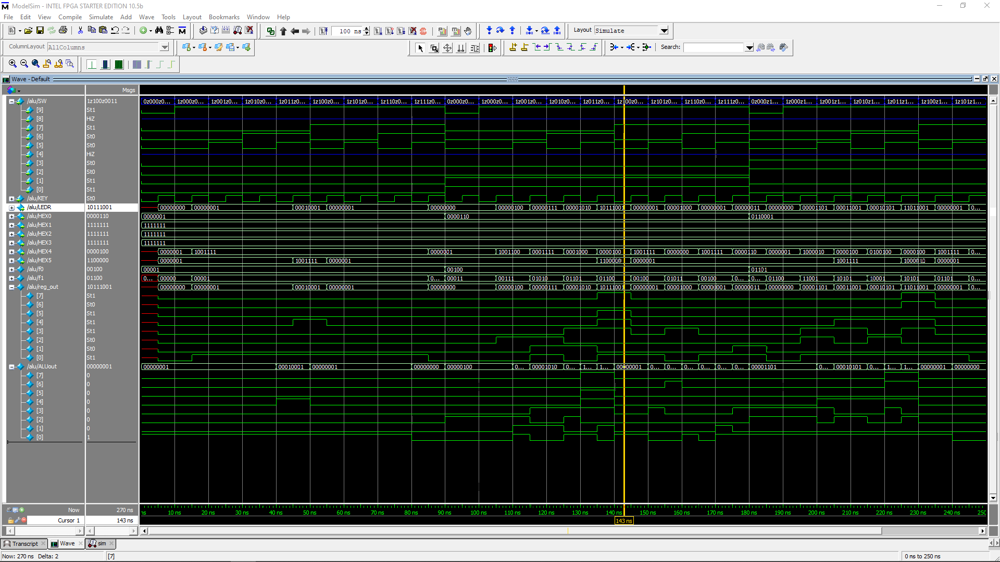 ModelSim - INTEL FPGA STARTER EDITION 10.5b
File Edit View Compile Simulate Add Wave Tools Layout Bookmarks Window Help
100 ns Layout Simulate
ColumnLayout AllColumns Search:
Wave - Default
Msgs
/alu/SW 1z100z0011 0z000z0... 1z000z0... 1z001z0... 1z010z0... 1z011z0... 1z100z0... 1z101z0... 1z110z0... 1z111z0... 0z000z0... 1z000z0... 1z001z0... 1z010z0... 1z011z0... 1z100z0... 1z101z0... 1z110z0... 1z111z0... 0z000z1... 1z000z1... 1z001z1... 1z010z1... 1z011z1... 1z100z1... 1z101z1...
[9] St1
[8] HiZ
[7] St1
[6] St0
[5] St0
[4] HiZ
[3] St0
[2] St0
[1] St1
[0] St1
/alu/KEY St0
/alu/LEDR 10111001 00000000 00000001 00010001 00000001 00000000 00000100 00000111 00001010 10111001 00000001 00001000 00000001 00000011 00000000 00001101 00011001 00010101 11011001 00000001 0...
/alu/HEX0 0000110 0000001 0000110 0110001
/alu/HEX1 1111111 1111111
/alu/HEX2 1111111 1111111
/alu/HEX3 1111111 1111111
/alu/HEX4 0000100 0000001 1001111 0000001 1001100 0001111 0001000 0000100 1001111 0000000 1001111 0000110 0000001 1000010 0000100 0100100 0000100 1001111 0...
/alu/HEX5 1100000 0000001 1001111 0000001 1100000 0000001 1001111 1000010 0000001
/alu/f0 00100 00001 00100 01101
/alu/f1 01100 0... 00000 00001 0... 00011 00111 01010 01101 01100 00100 01011 00100 0... 0... 01100 11001 10101 10001 10101 01101 0...
/alu/reg_out 10111001 00000000 00000001 00010001 00000001 00000000 00000100 00000111 00001101 10111001 00000001 00001000 00000001 00000011 00000000 00001101 00011001 00010101 11011001 00000001 0...
[7] St1
[6] St0
[5] St1
[4] St1
[3] St1
[2] St0
[1] St0
[0] St1
/alu/ALUout 00000001 00000001 00010001 00000001 00000000 00000100 0... 00001010 0... 1... 1... 00000001 0... 0... 0... 0... 0... 0... 00001101 0... 00010101 0... 1... 1... 00000001 00000000
[7] 0
[6] 0
[5] 0
[4] 0
[3] 0
[2] 0
[1] 0
[0] 1
Now 270 ns ns 10 ns 20 ns 30 ns 40 ns 50 ns 60 ns 70 ns 80 ns 90 ns 100 ns 110 ns 120 ns 130 ns 140 ns 150 ns 160 ns 170 ns 180 ns 190 ns 200 ns 210 ns 220 ns 230 ns 240 ns 250
Cursor 1 143 ns 143 ns
Transcript Wave sim
Now: 270 ns Delta: 2 [7] 0 ns to 250 ns